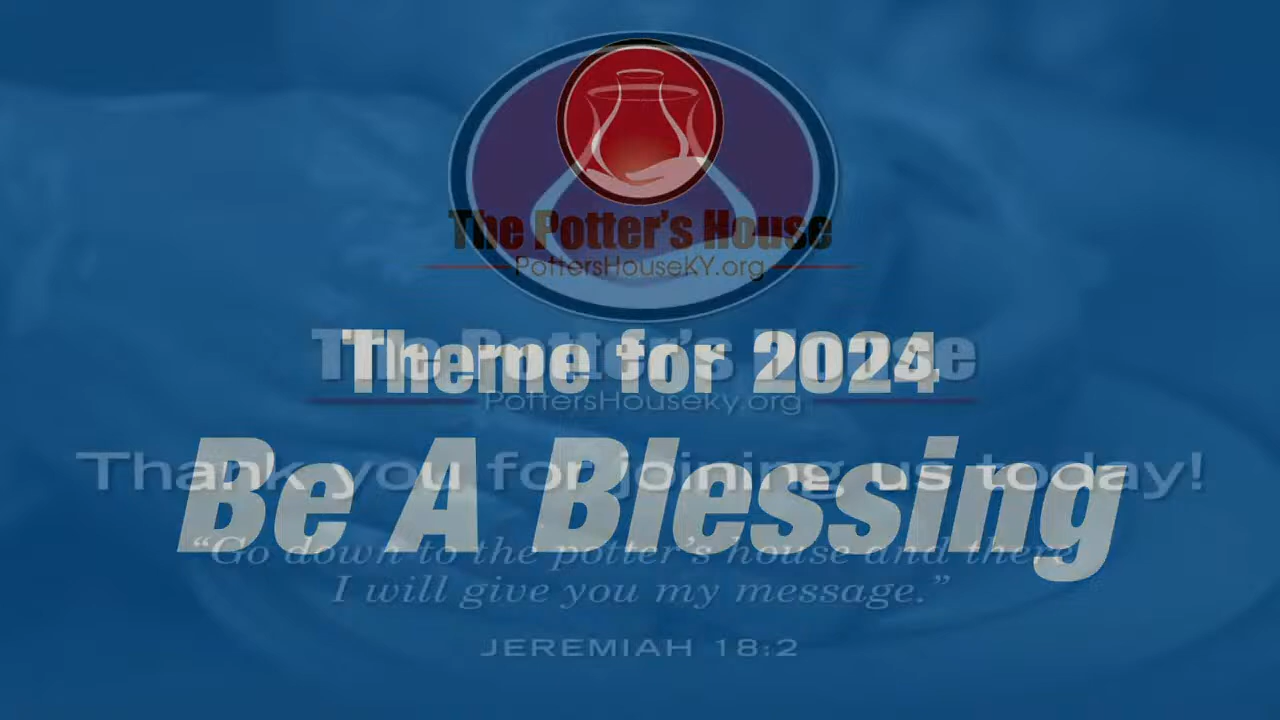 The Potter's House
PottersHouseKY.org
Theme for 2024
The Potter's House
PottersHouseKy.org
Be A Blessing
Thank you for joining us today!
“Go down to the potter's house and there
I will give you my message.”
JEREMIAH 18:2